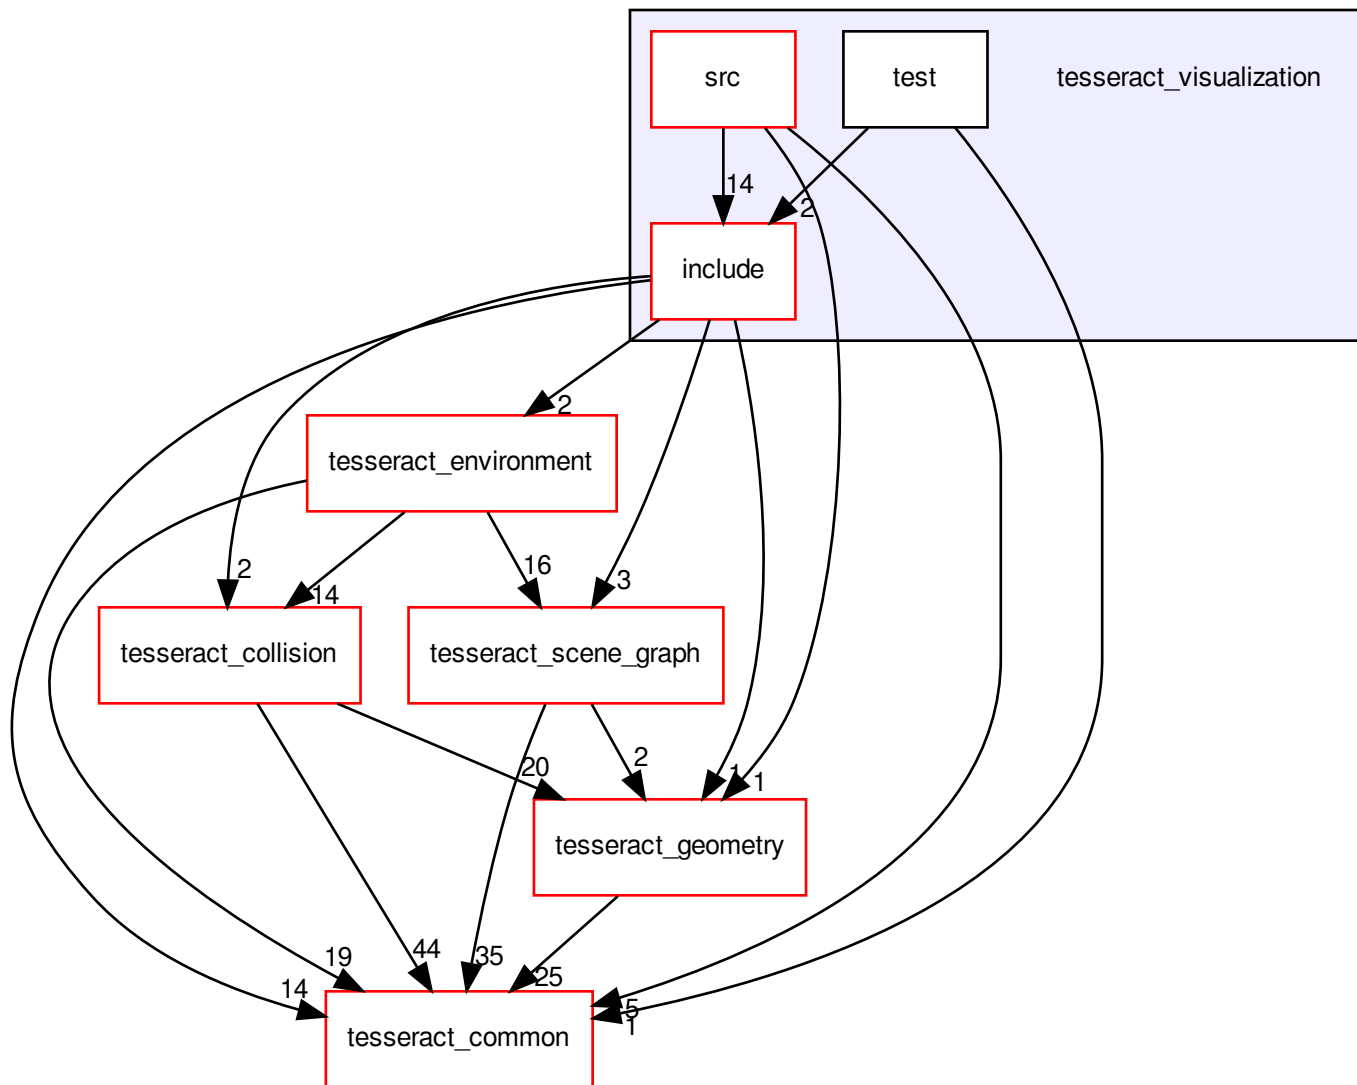 src
test
tesseract_visualization
14
2
include
2
tesseract_environment
16
2
14
3
tesseract_collision
tesseract_scene_graph
2
20
1
1
tesseract_geometry
44
19
35
25
14
5
1
tesseract_common